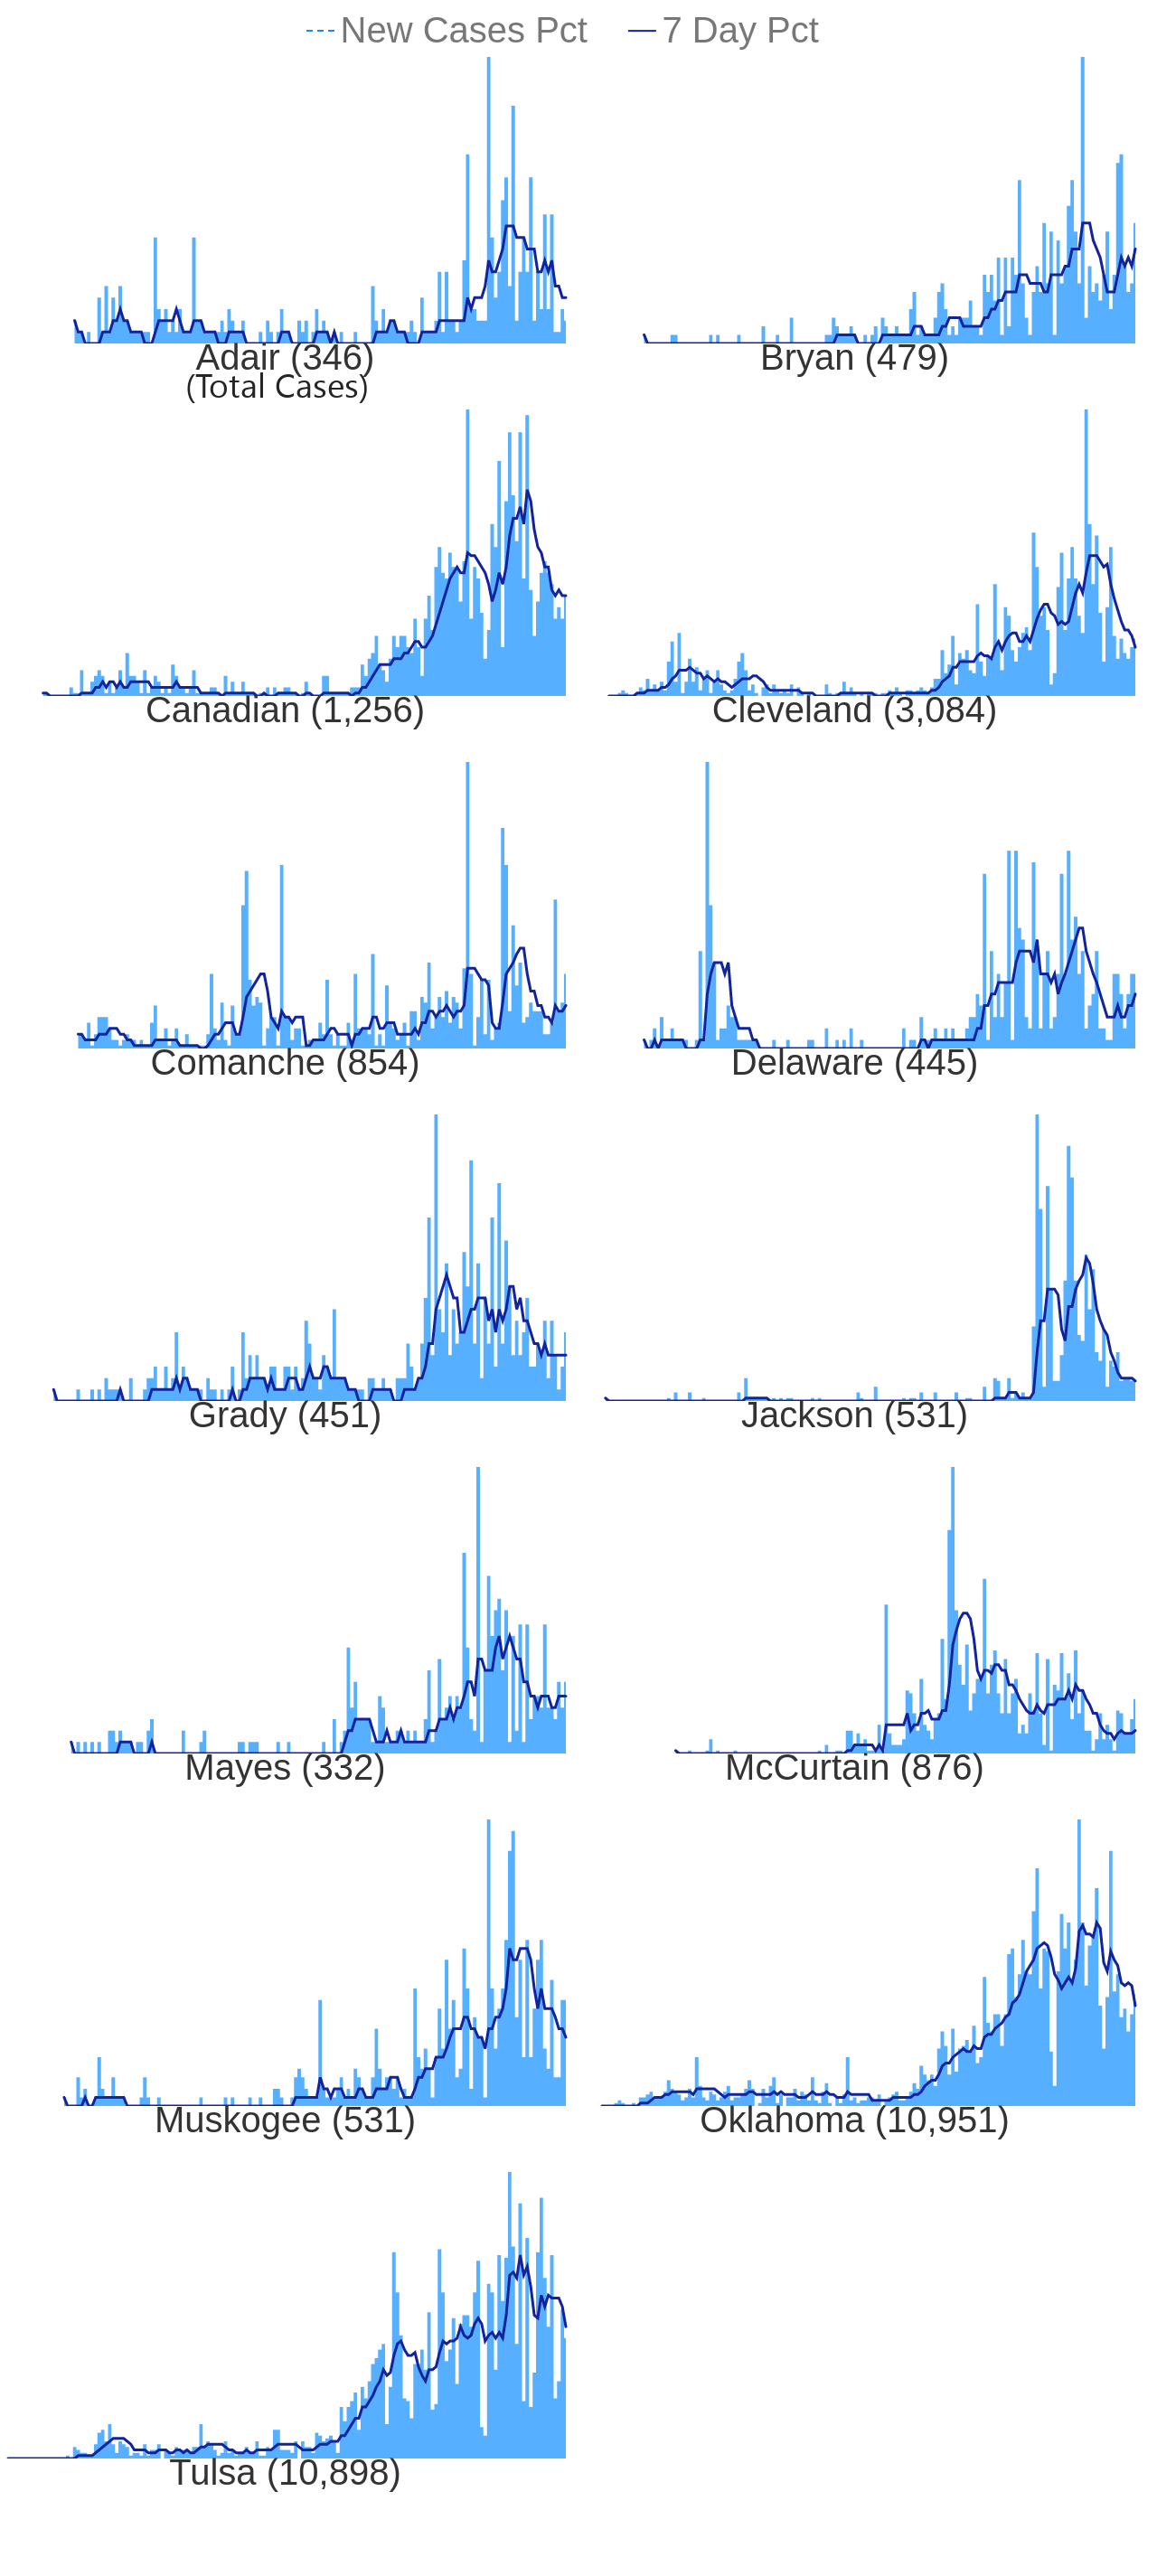 New Cases Pct 7 Day Pct
Adair (346) Bryan (479)
(Total Cases)
Canadian (1,256) Cleveland (3,084)
Comanche (854) Delaware (445)
Grady (451) Jackson (531)
Mayes (332) McCurtain (876)
Muskogee (531) Oklahoma (10,951)
Tulsa (10,898)